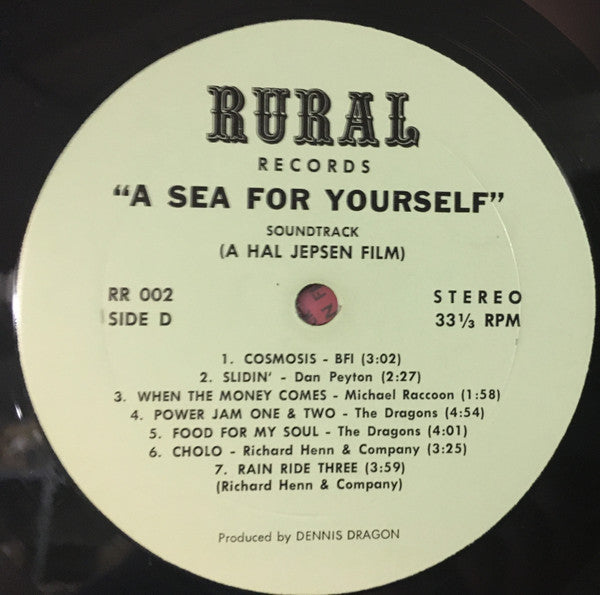 RURAL
RECORDS
"A SEA FOR YOURSELF"
SOUNDTRACK
(A HAL JEPSEN FILM)
RR 002
SIDE D
STEREO
33⅓ RPM
1. COSMOSIS - BFI (3:02)
2. SLIDIN' - Dan Peyton (2:27)
3. WHEN THE MONEY COMES - Michael Raccoon (1:58)
4. POWER JAM ONE & TWO - The Dragons (4:54)
5. FOOD FOR MY SOUL - The Dragons (4:01)
6. CHOLO - Richard Henn & Company (3:25)
7. RAIN RIDE THREE (3:59)
(Richard Henn & Company)
Produced by DENNIS DRAGON